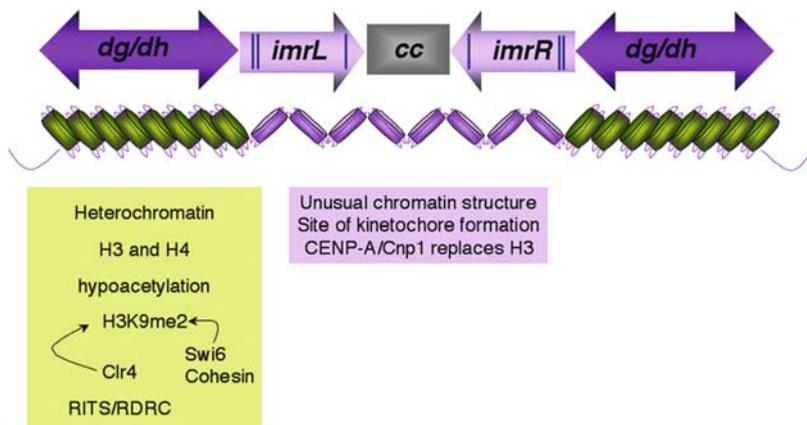 dg/dh imrL cc imrR dg/dh
Heterochromatin
H3 and H4
hypoacetylation
H3K9me2
Swi6
Clr4 Cohesin
RITS/RDRC
Unusual chromatin structure
Site of kinetochore formation
CENP-A/Cnp1 replaces H3